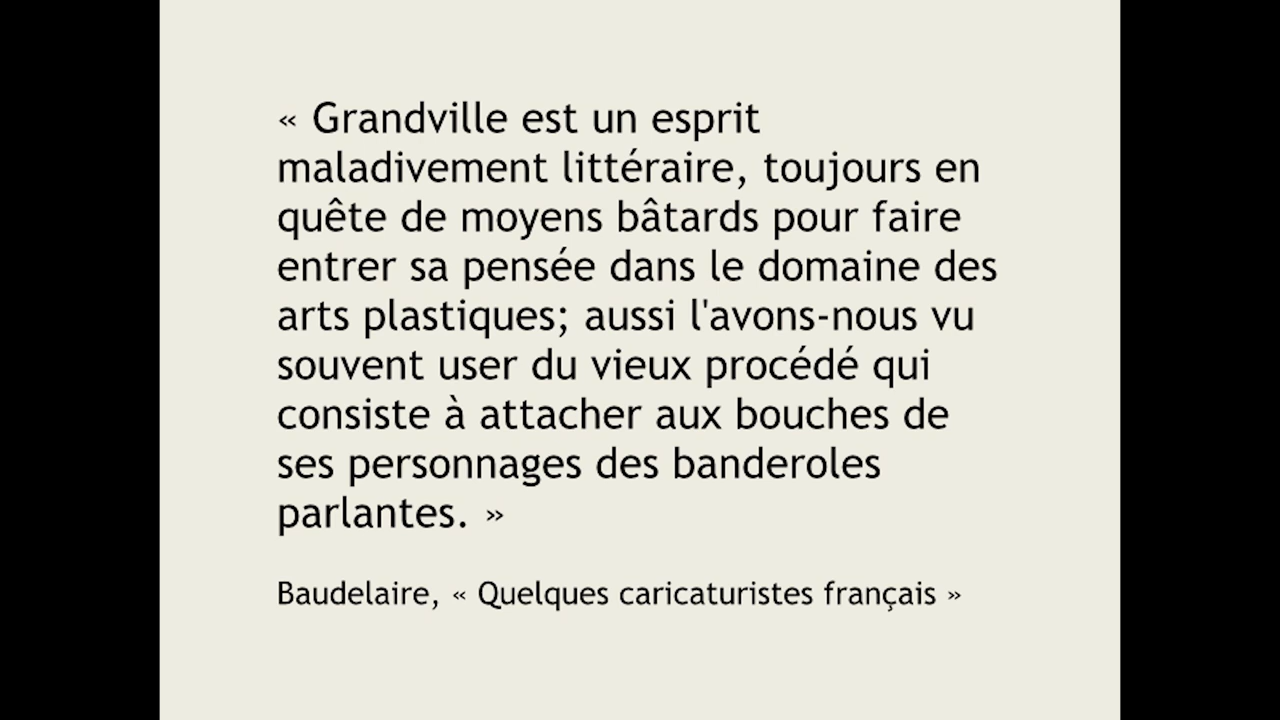 « Grandville est un esprit
maladivement littéraire, toujours en
quête de moyens bâtards pour faire
entrer sa pensée dans le domaine des
arts plastiques; aussi l'avons-nous vu
souvent user du vieux procédé qui
consiste à attacher aux bouches de
ses personnages des banderoles
parlantes. »
Baudelaire, « Quelques caricaturistes français »